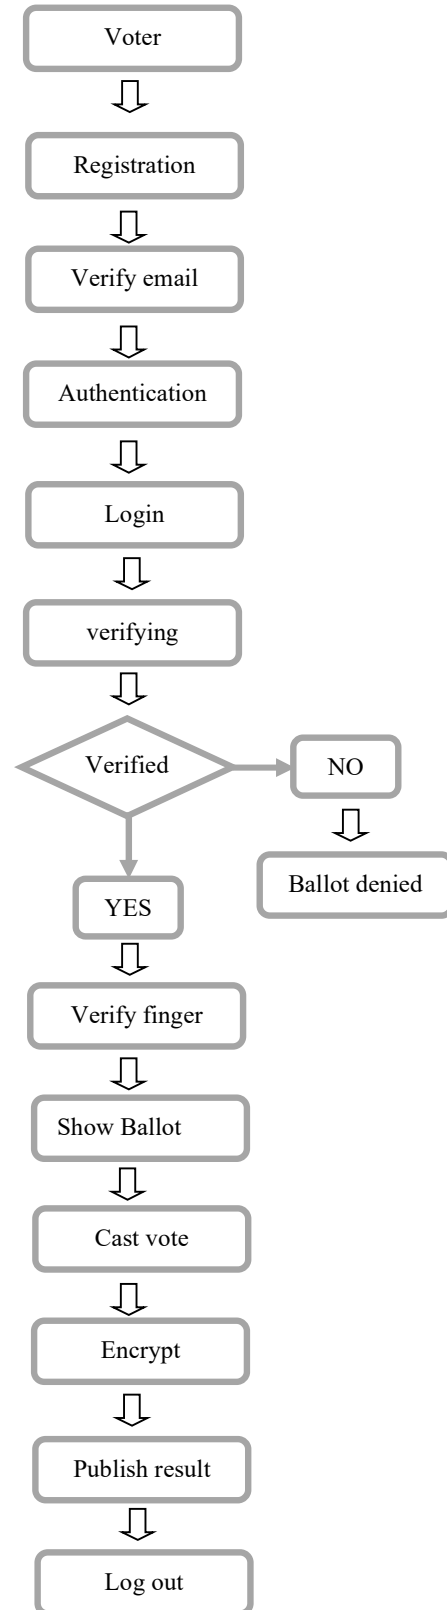 Voter
Registration
Verify email
Authentication
Login
verifying
Verified
NO
Ballot denied
YES
Verify finger
Show Ballot
Cast vote
Encrypt
Publish result
Log out